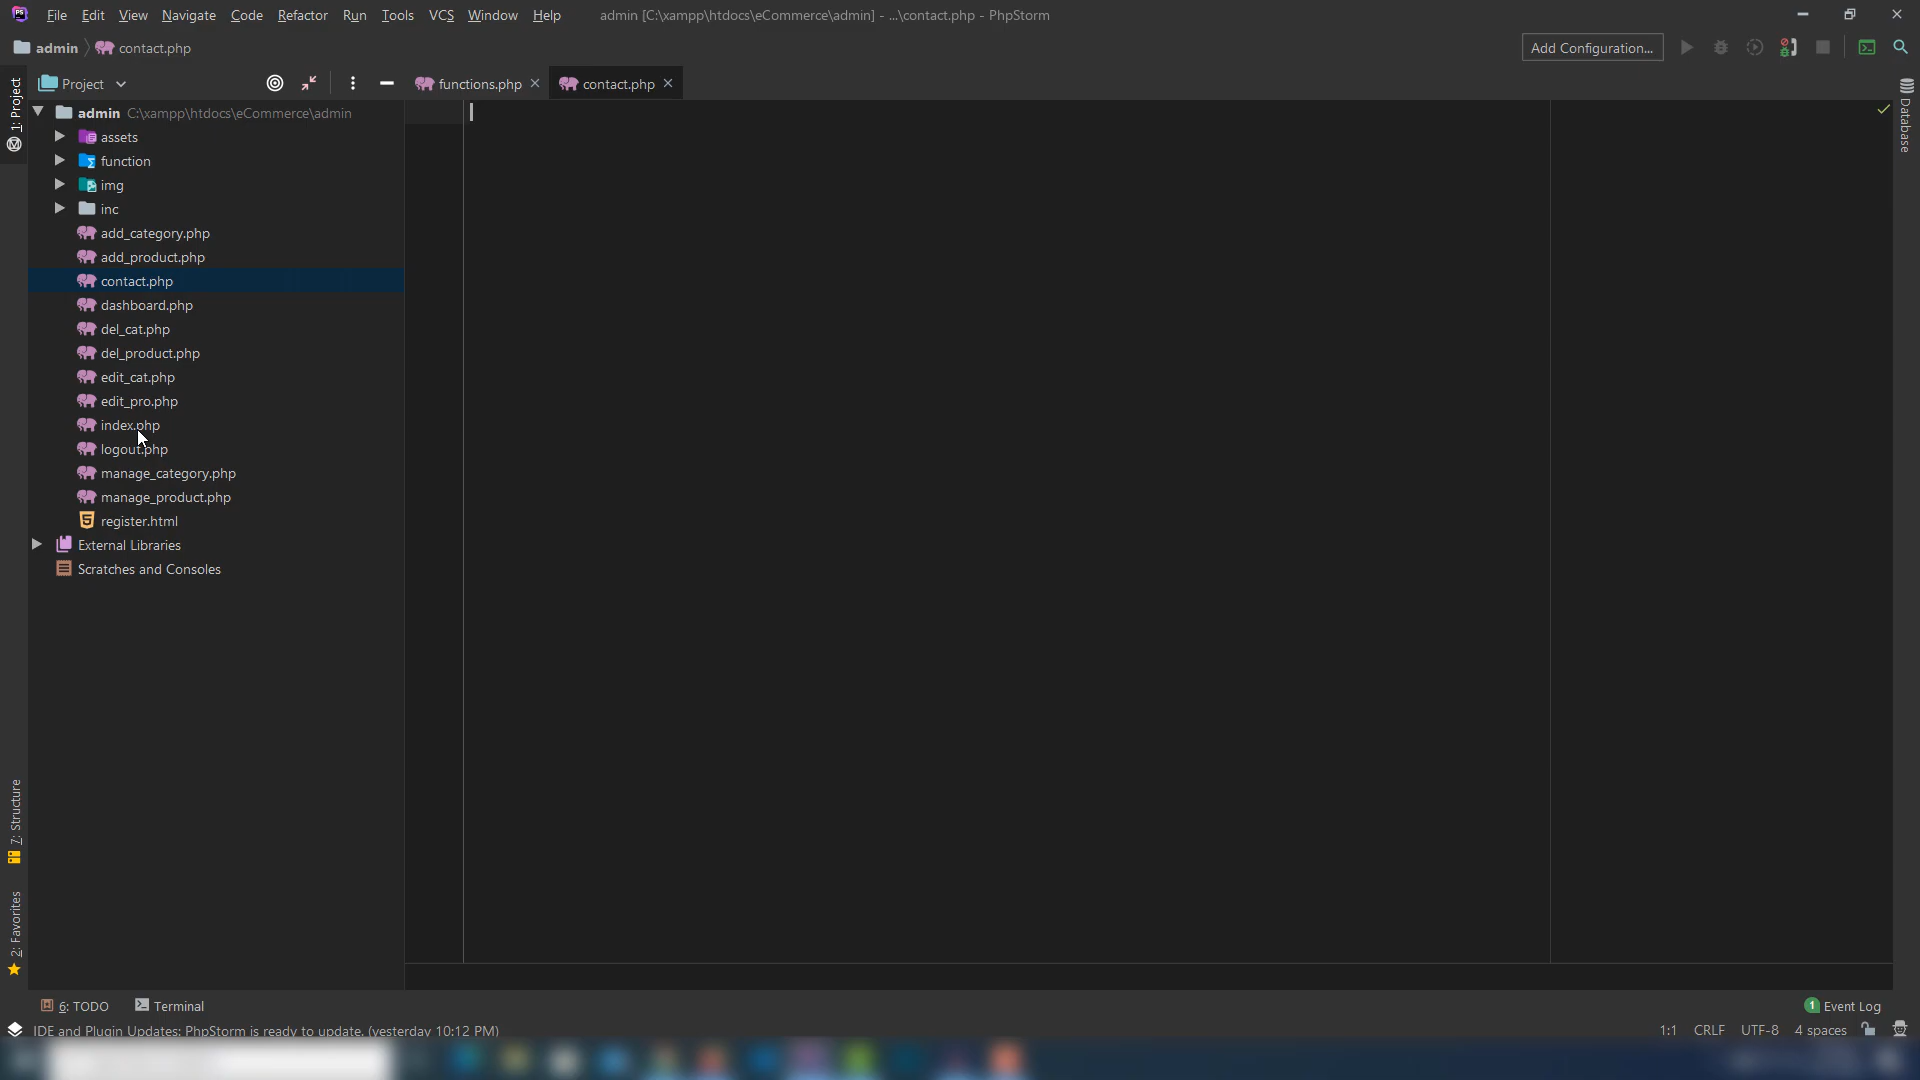 File Edit View Navigate Code Refactor Run Tools VCS Window Help admin [C:\xampp\htdocs\eCommerce\admin] - ...\contact.php - PhpStorm
admin contact.php Add Configuration...
1: Project
Project functions.php contact.php
admin C:\xampp\htdocs\eCommerce\admin
assets
function
img
inc
add_category.php
add_product.php
contact.php
dashboard.php
del_cat.php
del_product.php
edit_cat.php
edit_pro.php
index.php
logout.php
manage_category.php
manage_product.php
register.html
External Libraries
Scratches and Consoles
Database
7: Structure
2: Favorites
6: TODO Terminal 1 Event Log
IDE and Plugin Updates: PhpStorm is ready to update. (yesterday 10:12 PM) 1:1 CRLF UTF-8 4 spaces